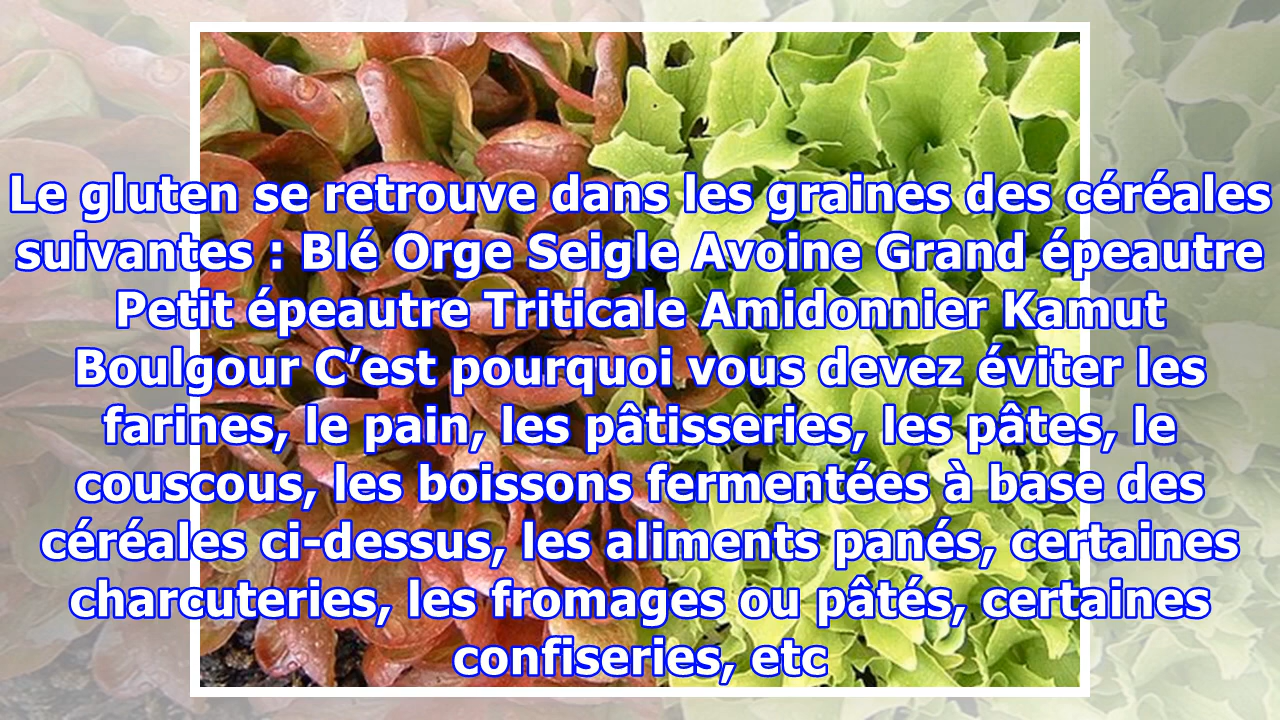 Le gluten se retrouve dans les graines des céréales
suivantes : Blé Orge Seigle Avoine Grand épeautre
Petit épeautre Triticale Amidonnier Kamut
Boulgour C’est pourquoi vous devez éviter les
farines, le pain, les pâtisseries, les pâtes, le
couscous, les boissons fermentées à base des
céréales ci-dessus, les aliments panés, certaines
charcuteries, les fromages ou pâtés, certaines
confiseries, etc